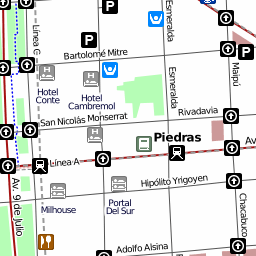 Línea C
Esmeralda
Bartolomé Mitre
Maipú
Hotel
Conte
Hotel
Cambremol
Esmeralda
Rivadavia
San Nicolás Monserrat
Piedras
Av
Línea A
Av. 9 de Julio
Hipólito Yrigoyen
Milhouse
Portal
Del Sur
Chacabuco
Adolfo Alsina